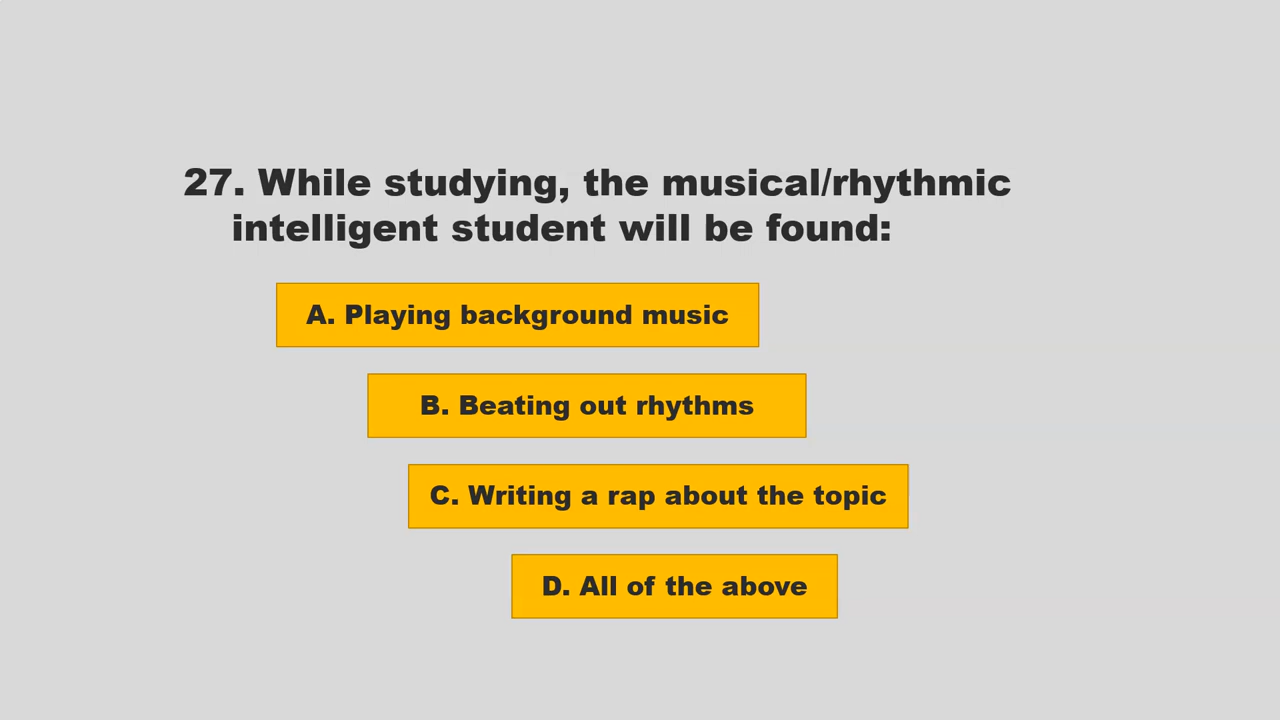 27. While studying, the musical/rhythmic
intelligent student will be found:
A. Playing background music
B. Beating out rhythms
C. Writing a rap about the topic
D. All of the above